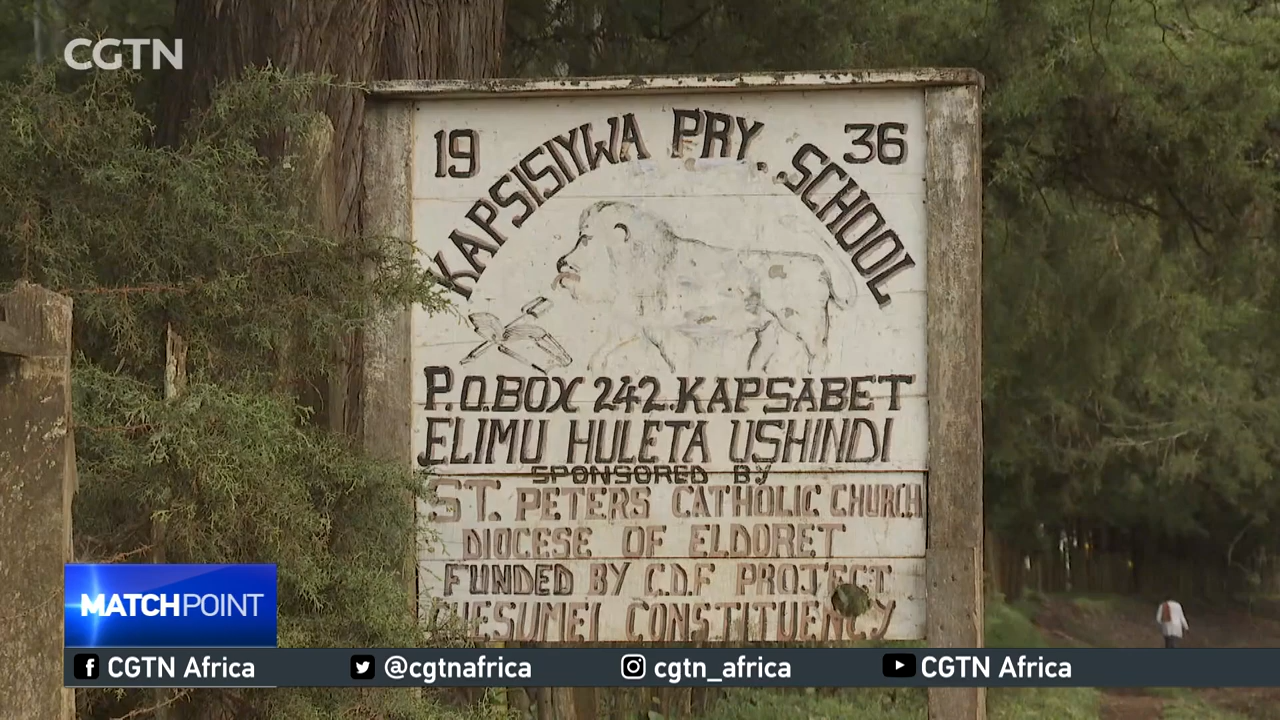 CGTN
19 36
KAPSISIYWA PRY. SCHOOL
P.O.BOX 242.KAPSABET
ELIMU HULETA USHINDI
SPONSORED BY
ST. PETERS CATHOLIC CHURCH
DIOCESE OF ELDORET
FUNDED BY C.D.F PROJECT
CHESUMEI CONSTITUENCY
MATCHPOINT
CGTN Africa @cgtnafrica cgtn_africa CGTN Africa